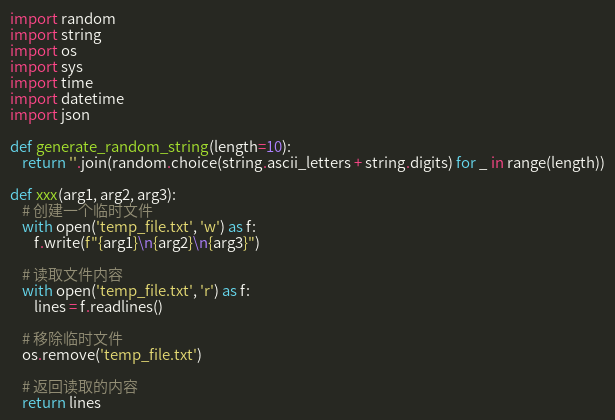 import random
import string
import os
import sys
import time
import datetime
import json

def generate_random_string(length=10):
    return ''.join(random.choice(string.ascii_letters + string.digits) for _ in range(length))

def xxx(arg1, arg2, arg3):
    # 创建一个临时文件
    with open('temp_file.txt', 'w') as f:
        f.write(f"{arg1}\n{arg2}\n{arg3}")

    # 读取文件内容
    with open('temp_file.txt', 'r') as f:
        lines = f.readlines()

    # 移除临时文件
    os.remove('temp_file.txt')

    # 返回读取的内容
    return lines